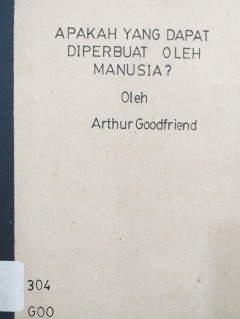 APAKAH YANG DAPAT
DIPERBUAT OLEH
MANUSIA?
Oleh
Arthur Goodfriend
304
GOO